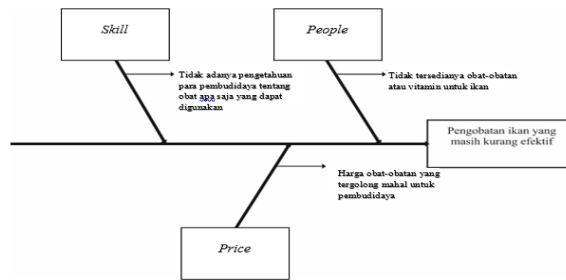 Skill
People
Tidak adanya pengetahuan
para pembudidaya tentang
obat apa saja yang dapat
digunakan
Tidak tersedianya obat-obatan
atau vitamin untuk ikan
Pengobatan ikan yang
masih kurang efektif
Harga obat-obatan yang
tergolong mahal untuk
pembudidaya
Price